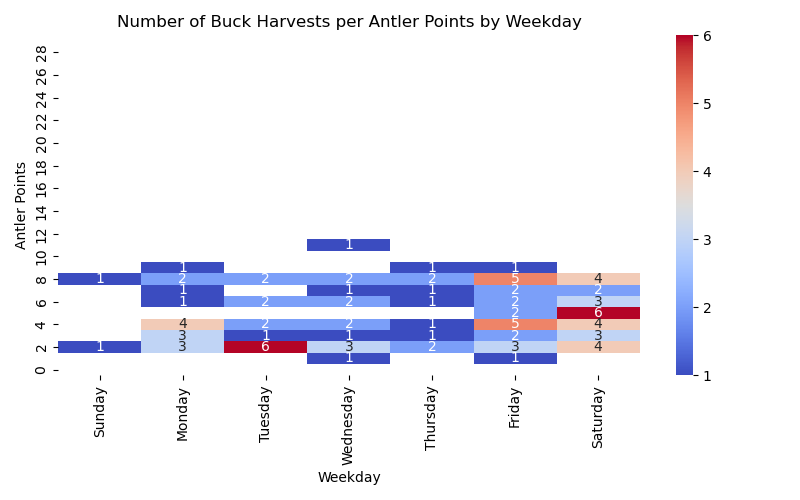 Number of Buck Harvests per Antler Points by Weekday
Antler Points
28
26
24
22
20
18
16
14
12
10
8
6
4
2
0
1
1 1 1
1 2 2 2 2 5 4
1 1 1 2 2
1 2 2 1 2 3
2 6
4 2 2 1 5 4
3 1 1 1 2 3
1 3 6 3 2 3 4
1 1
Sunday
Monday
Tuesday
Wednesday
Thursday
Friday
Saturday
Weekday
6
5
4
3
2
1